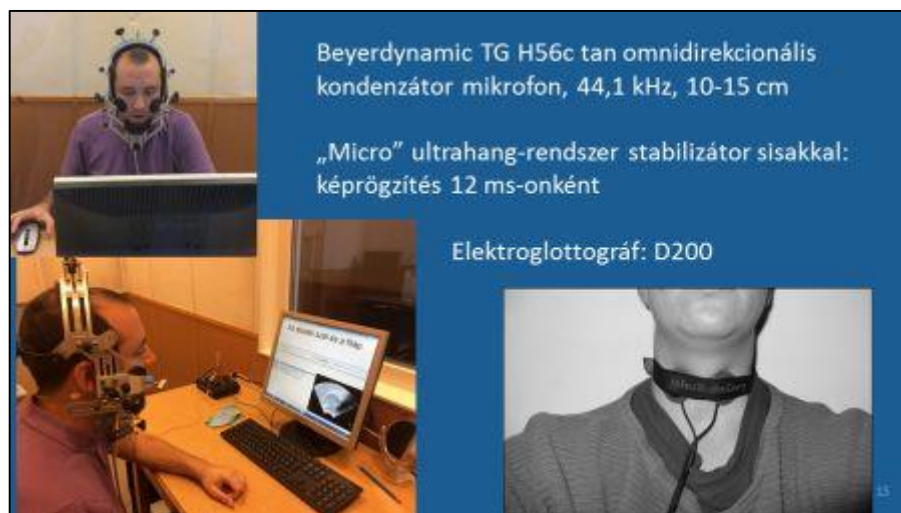 Beyerdynamic TG H56c tan omnidirekcionális
kondenzátor mikrofon, 44,1 kHz, 10-15 cm
„Micro” ultrahang-rendszer stabilizátor sisakkal:
képrögzítés 12 ms-onként
Elektroglottográf: D200
15